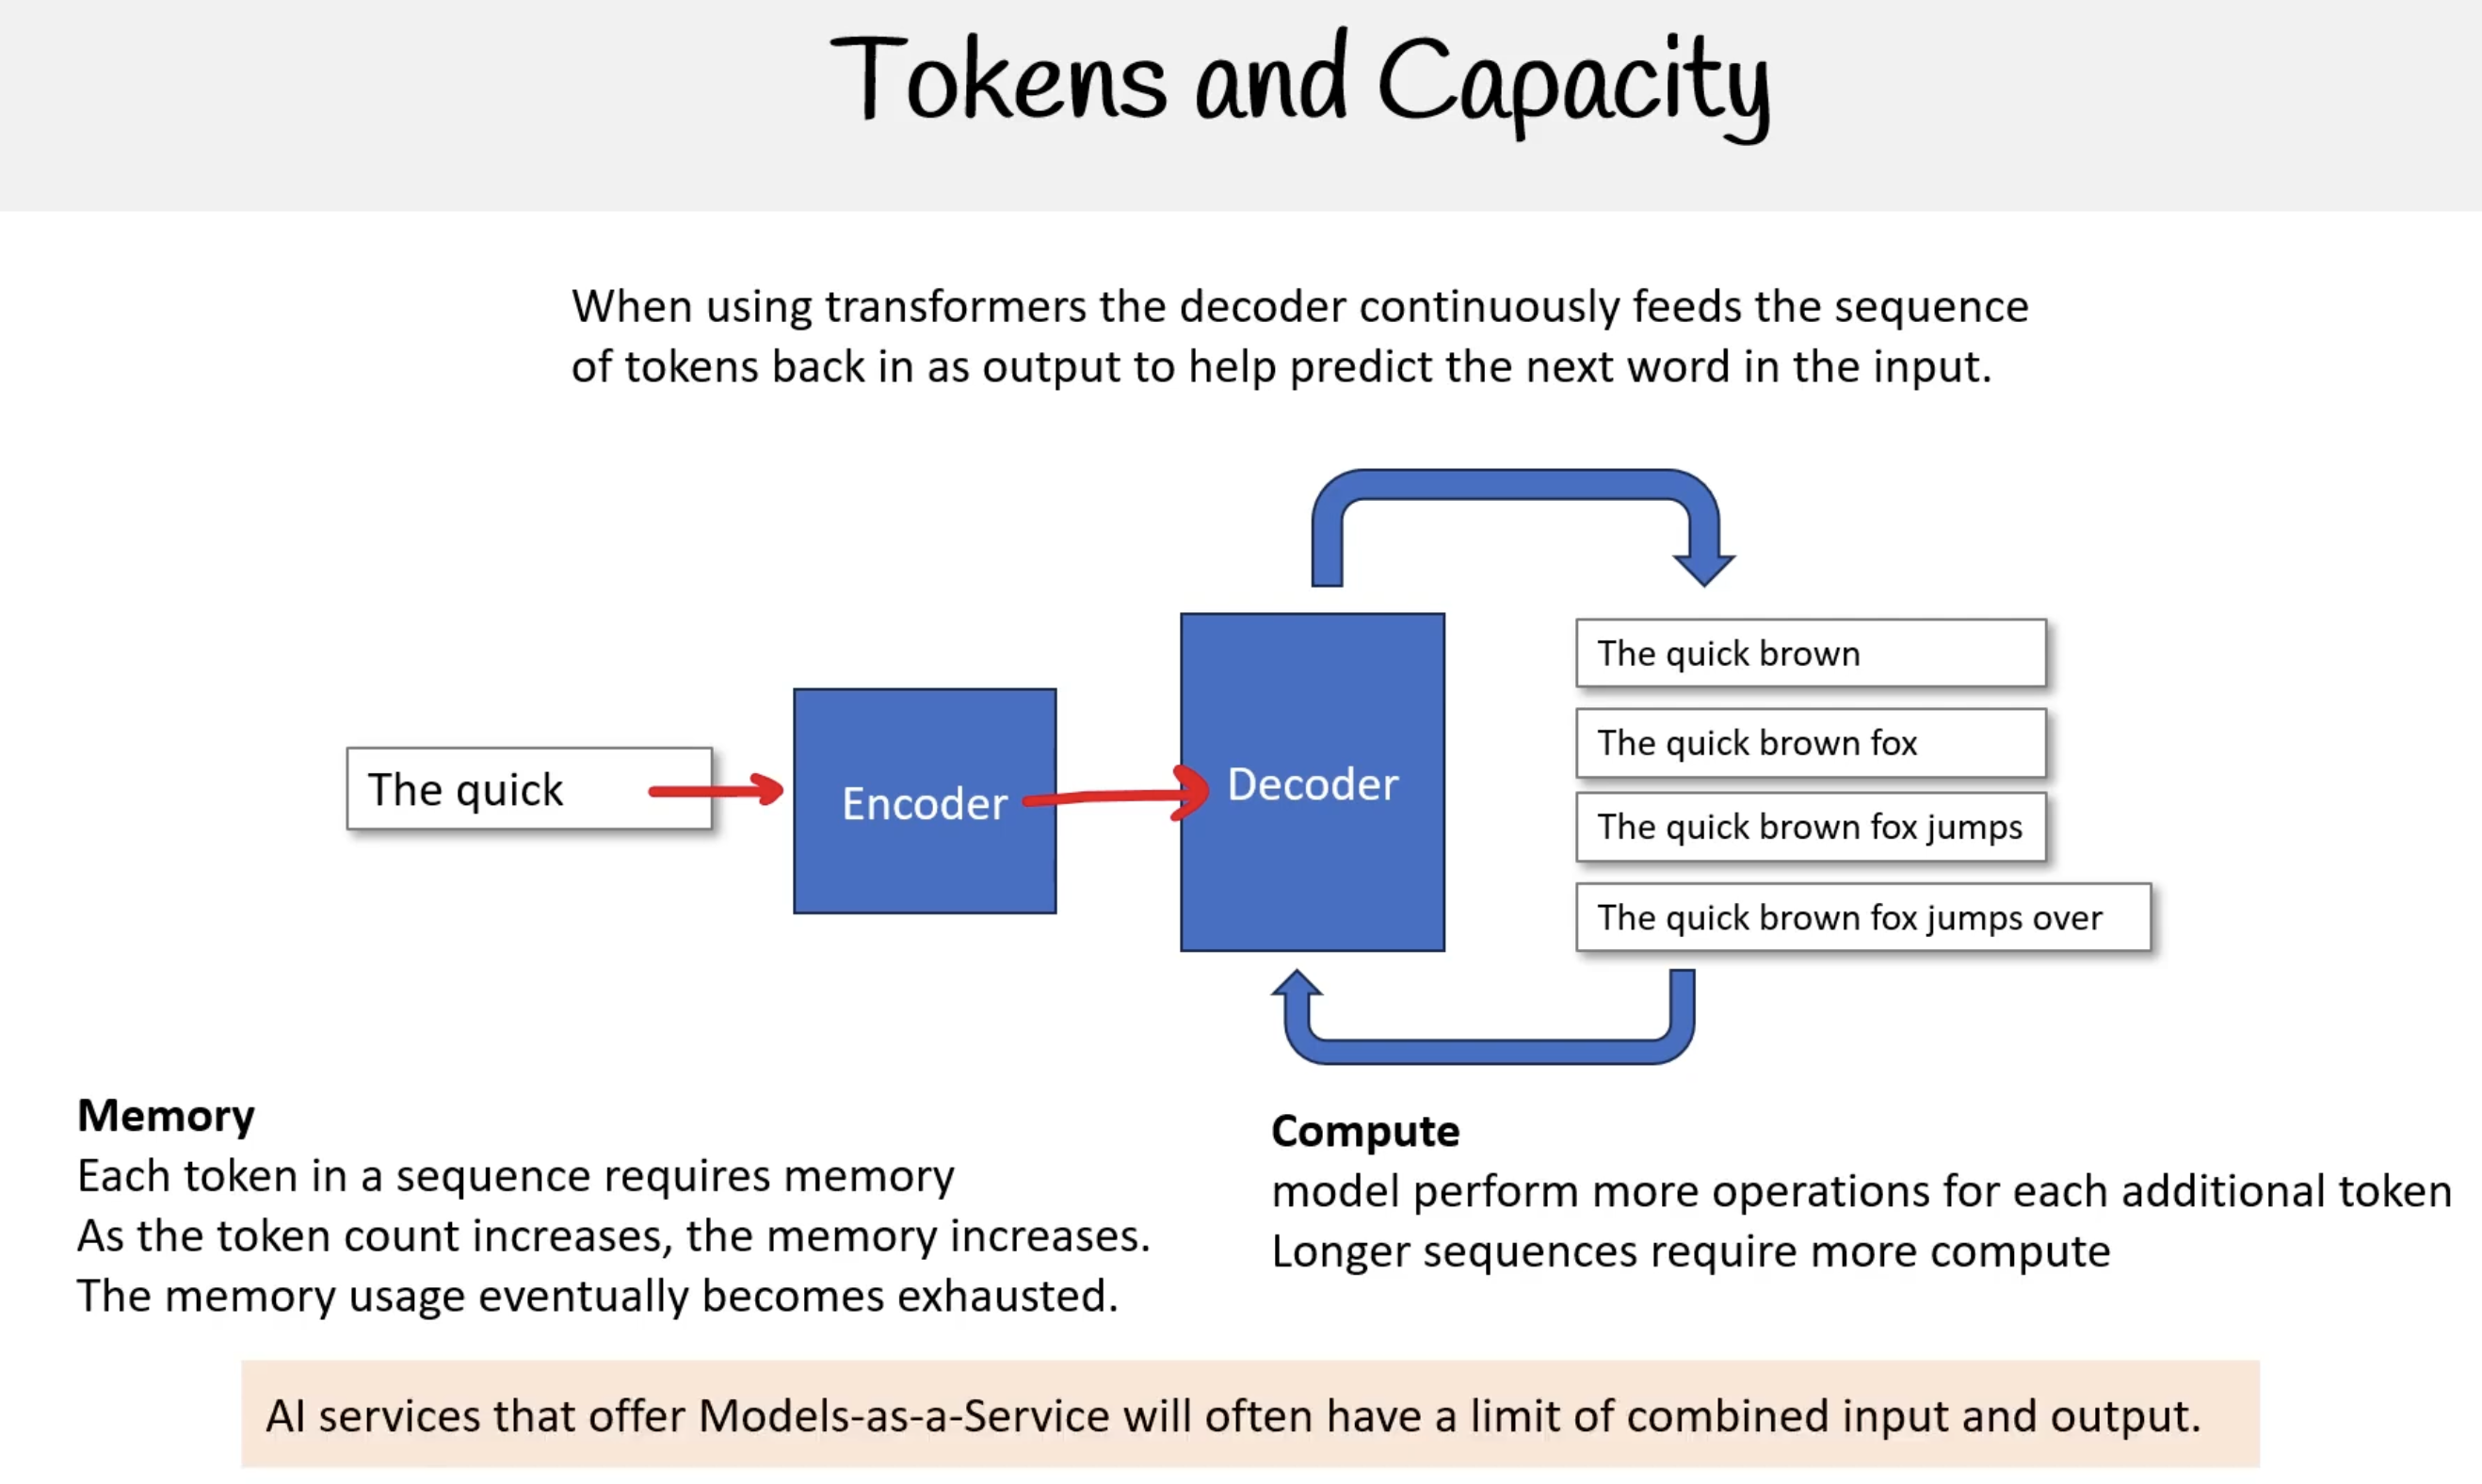 Tokens and Capacity
When using transformers the decoder continuously feeds the sequence
of tokens back in as output to help predict the next word in the input.
The quick
Encoder
Decoder
The quick brown
The quick brown fox
The quick brown fox jumps
The quick brown fox jumps over
Memory
Each token in a sequence requires memory
As the token count increases, the memory increases.
The memory usage eventually becomes exhausted.
Compute
model perform more operations for each additional token
Longer sequences require more compute
AI services that offer Models-as-a-Service will often have a limit of combined input and output.